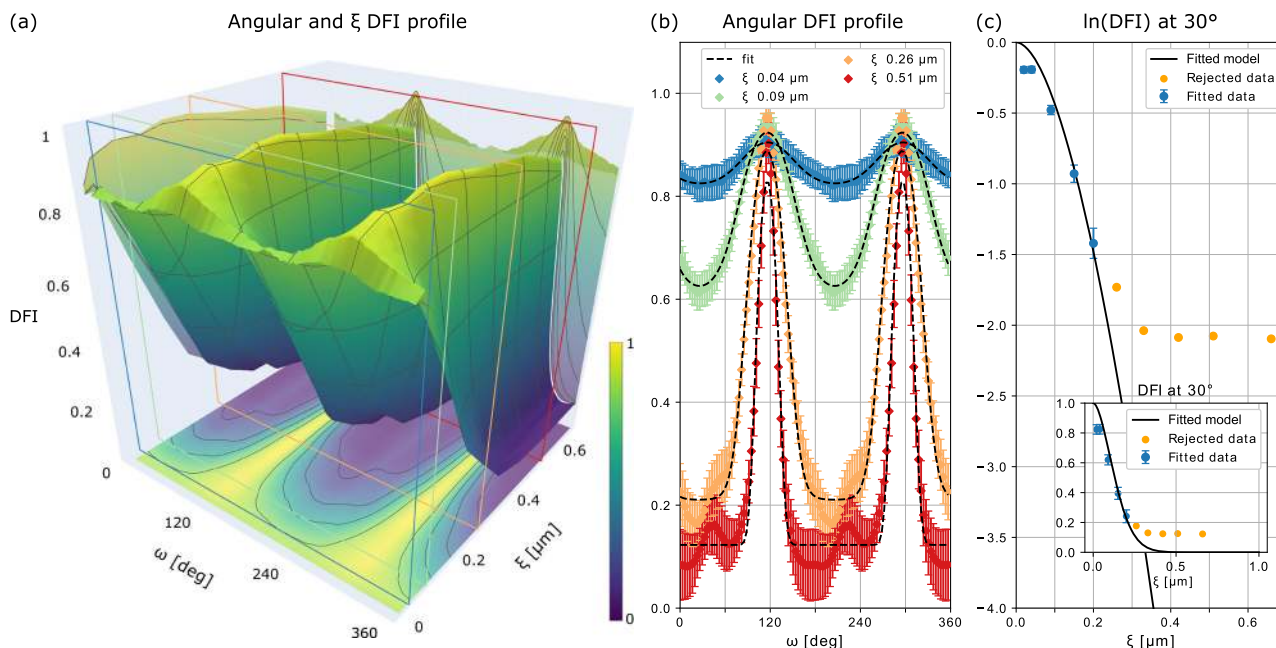 (a) Angular and ξ DFI profile
1
0.8
0.6
DFI
0.4
0.2
0
120
ω [deg]
240
360
0
0.2
ξ [μm]
0.4
0.6
1
0
(b) Angular DFI profile
fit
ξ 0.04 μm
ξ 0.09 μm
ξ 0.26 μm
ξ 0.51 μm
1.0
0.8
0.6
0.4
0.2
0.0
0 120 240 360
ω [deg]
(c) ln(DFI) at 30°
Fitted model
Rejected data
Fitted data
0.0
−0.5
−1.0
−1.5
−2.0
−2.5
−3.0
−3.5
−4.0
0.0 0.2 0.4 0.6
ξ [μm]
DFI at 30°
Fitted model
Rejected data
Fitted data
1.0
0.8
0.6
0.4
0.2
0.0
0.0 0.5 1.0
ξ [μm]